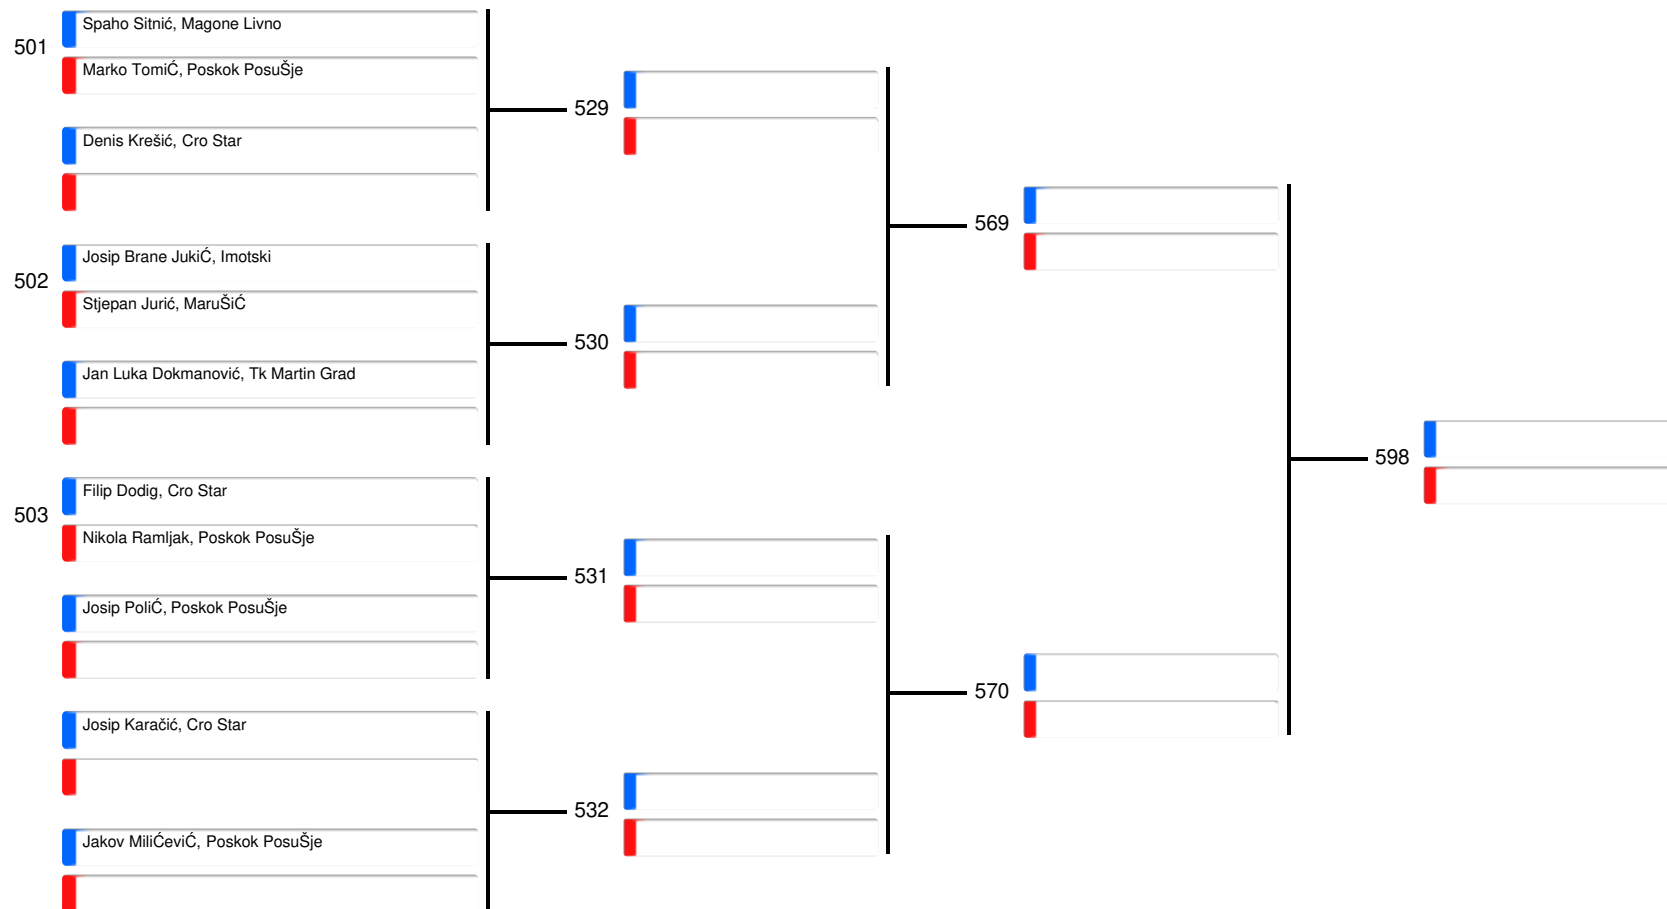 501
Spaho Sitnić, Magone Livno
Marko TomiĆ, Poskok PosuŠje
Denis Krešić, Cro Star
529
502
Josip Brane JukiĆ, Imotski
Stjepan Jurić, MaruŠiĆ
Jan Luka Dokmanović, Tk Martin Grad
530
503
Filip Dodig, Cro Star
Nikola Ramljak, Poskok PosuŠje
Josip PoliĆ, Poskok PosuŠje
531
Josip Karačić, Cro Star
Jakov MiliĆeviĆ, Poskok PosuŠje
532
569
570
598